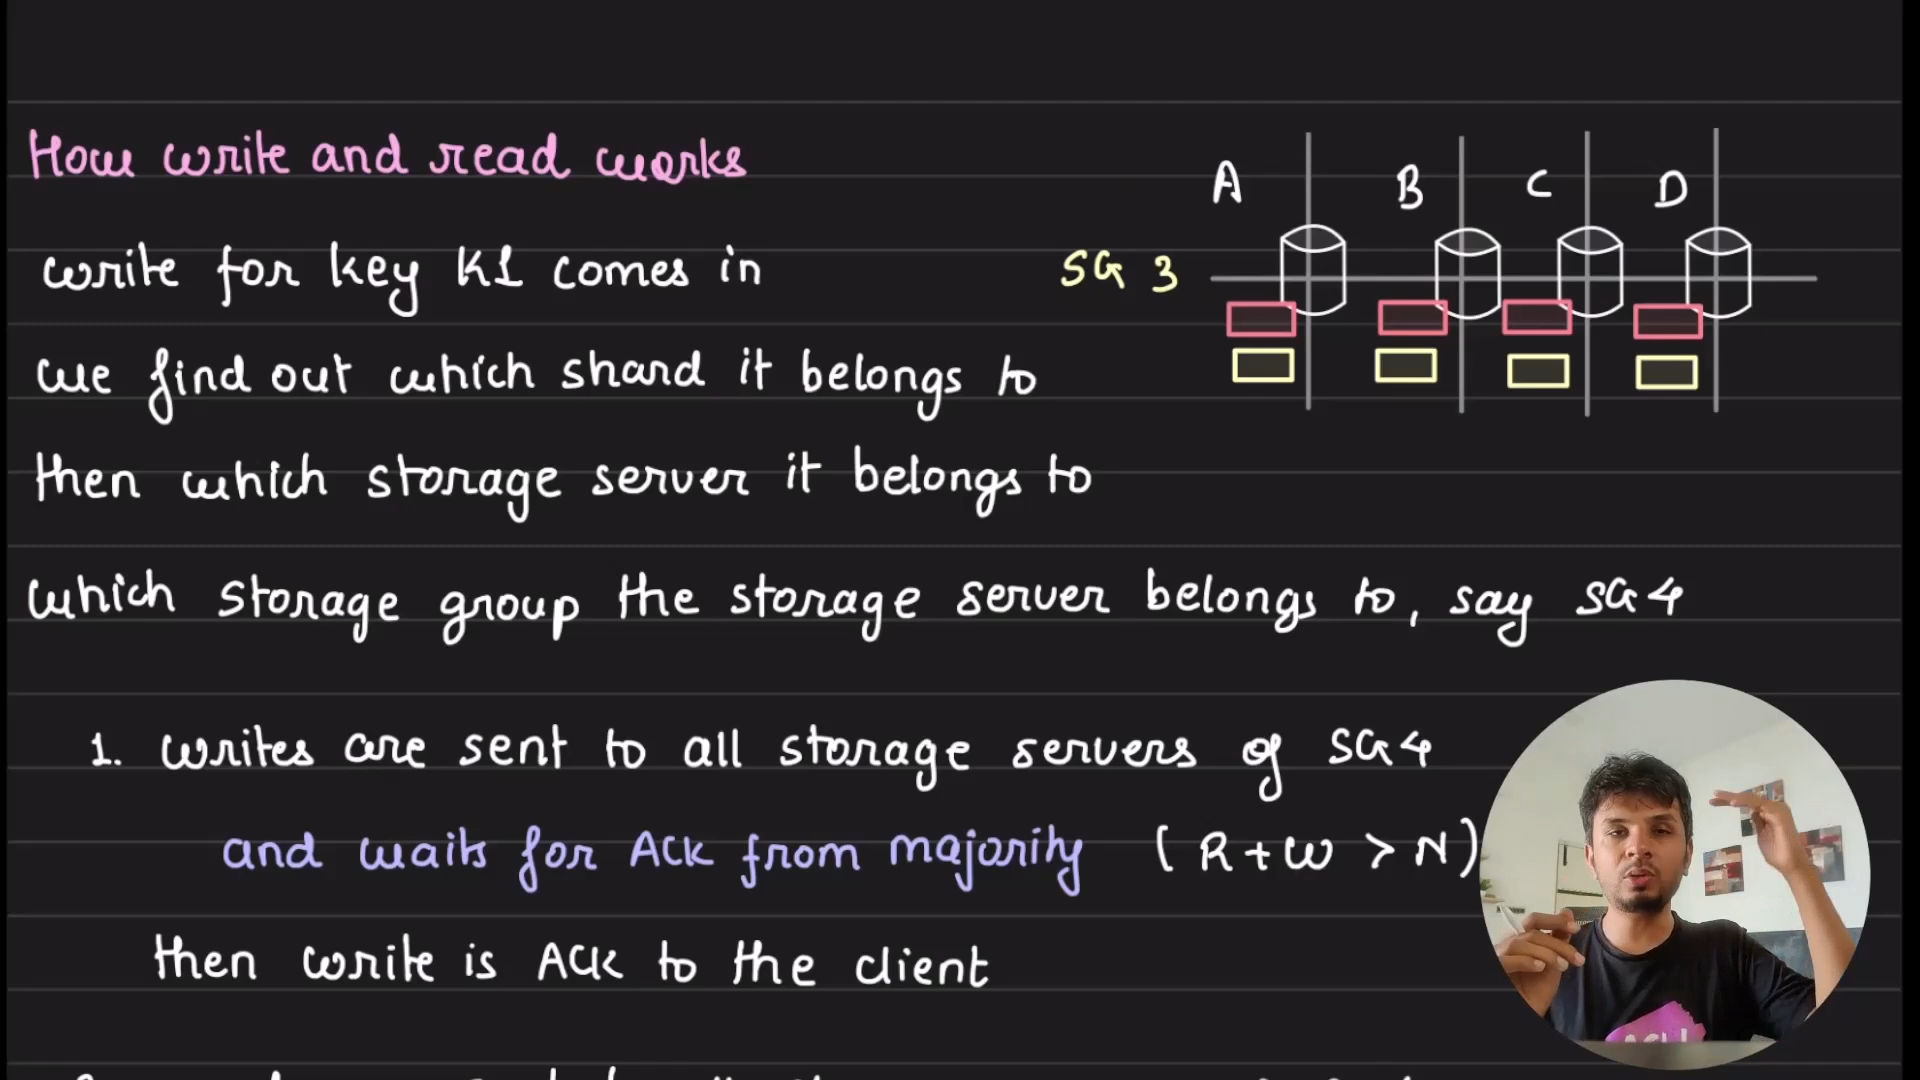 How write and read works
A B C D
write for key K1 comes in
SG 3
we find out which shard it belongs to
then which storage server it belongs to
which storage group the storage server belongs to, say SG4
1. writes are sent to all storage servers of SG4
and waits for ACK from majority (R+W > N)
then write is ACK to the client